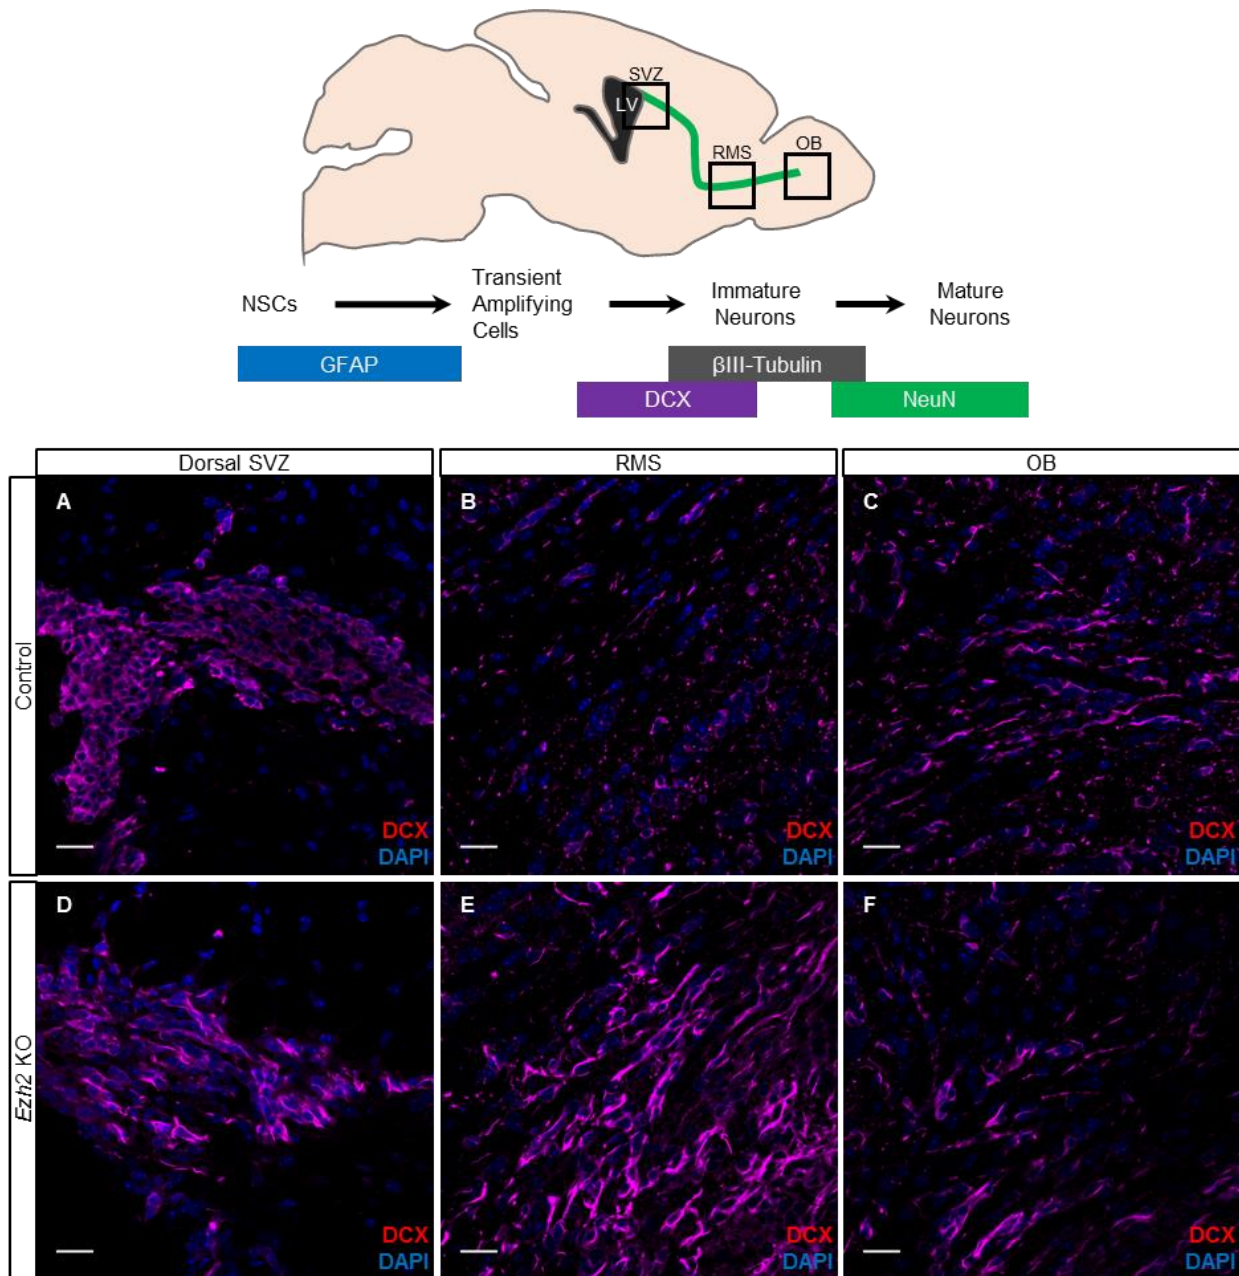 SVZ
LV
RMS
OB
NSCs
Transient
Amplifying
Cells
Immature
Neurons
Mature
Neurons
GFAP
βIII-Tubulin
DCX
NeuN
Dorsal SVZ
RMS
OB
Control
A
DCX
DAPI
B
DCX
DAPI
C
DCX
DAPI
Ezh2 KO
D
DCX
DAPI
E
DCX
DAPI
F
DCX
DAPI